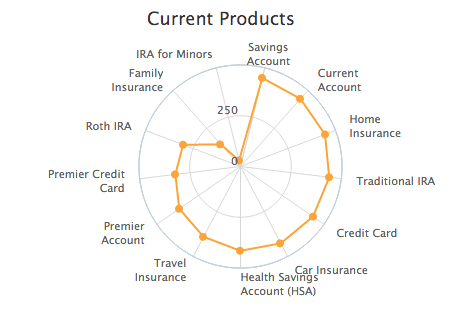 Current Products
IRA for Minors
Savings
Account
Family
Insurance
Current
Account
250
Home
Insurance
Roth IRA
0
Premier Credit
Card
Traditional IRA
Premier
Account
Credit Card
Travel
Insurance
Car Insurance
Health Savings
Account (HSA)